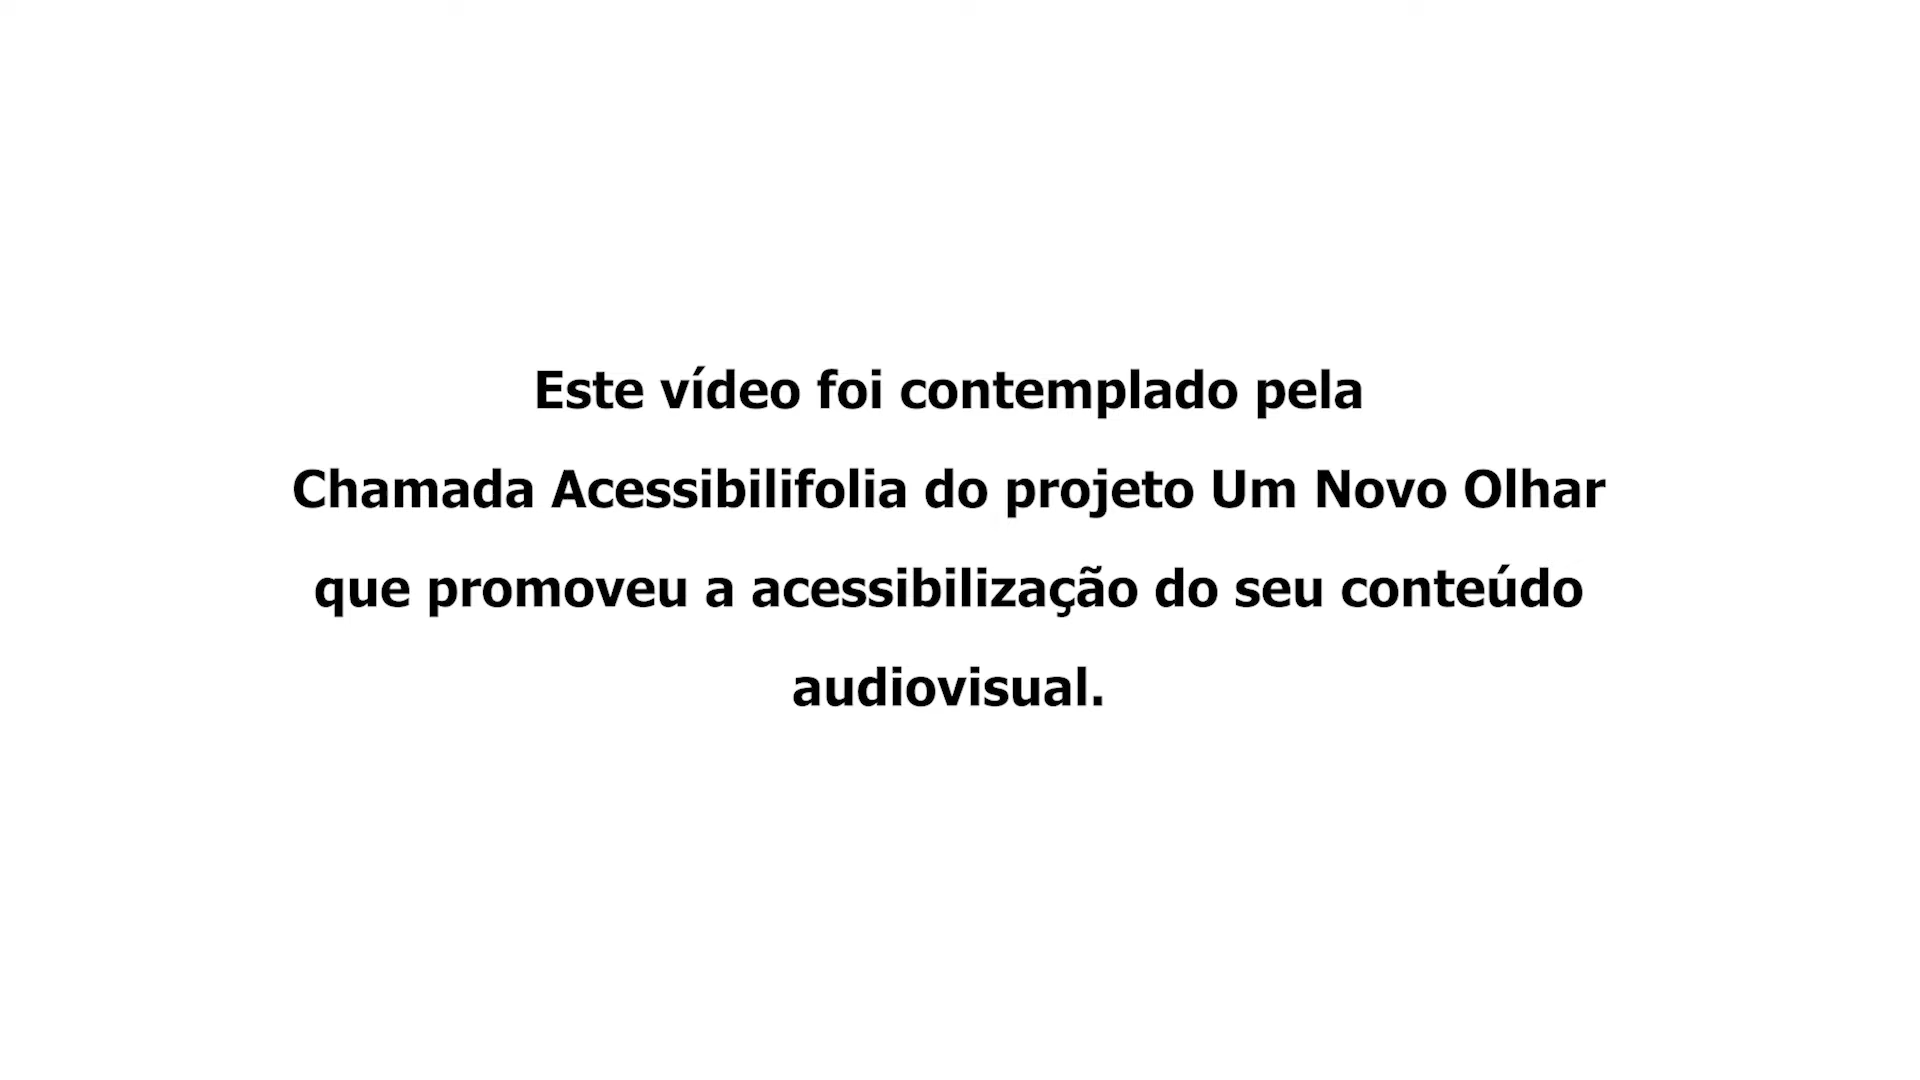 Este vídeo foi contemplado pela
Chamada Acessibilifolia do projeto Um Novo Olhar
que promoveu a acessibilização do seu conteúdo
audiovisual.